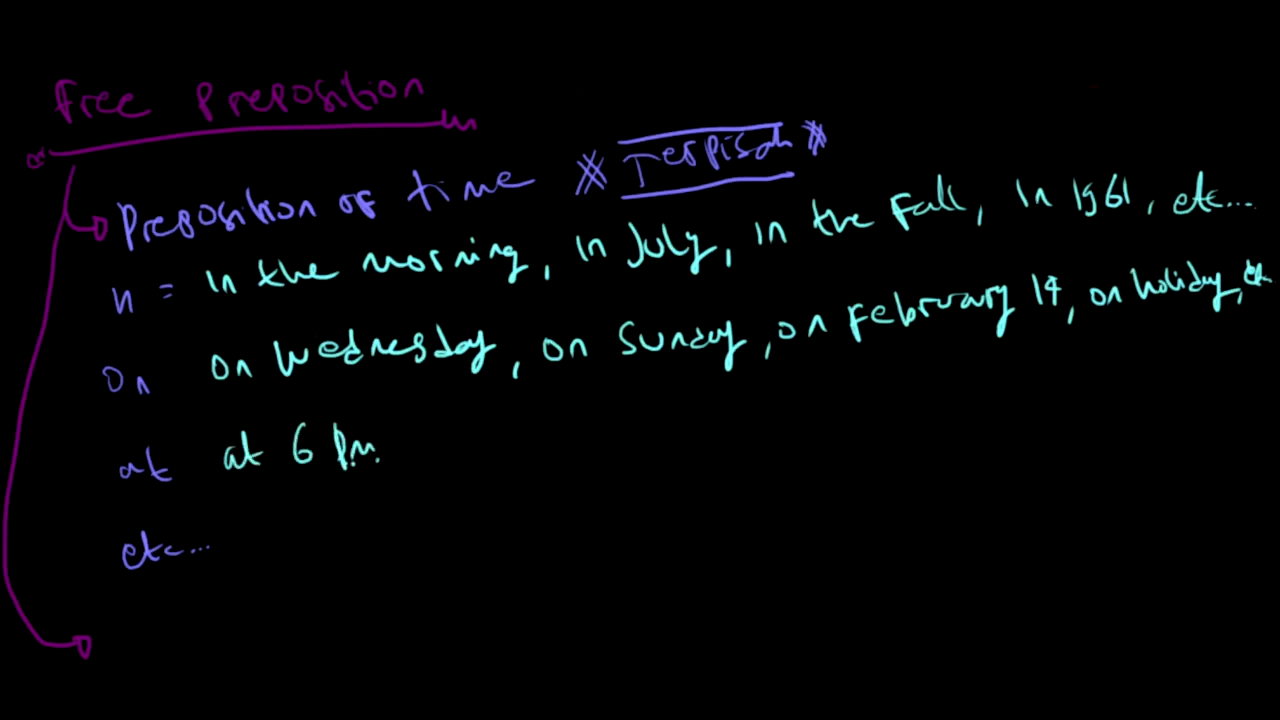 Free Preposition
Preposition of time * Terpisah *
n = in the morning, in July, in the Fall, in 1961, etc...
on on Wednesday, on Sunday, on February 14, on holiday, etc
at at 6 p.m.
etc...